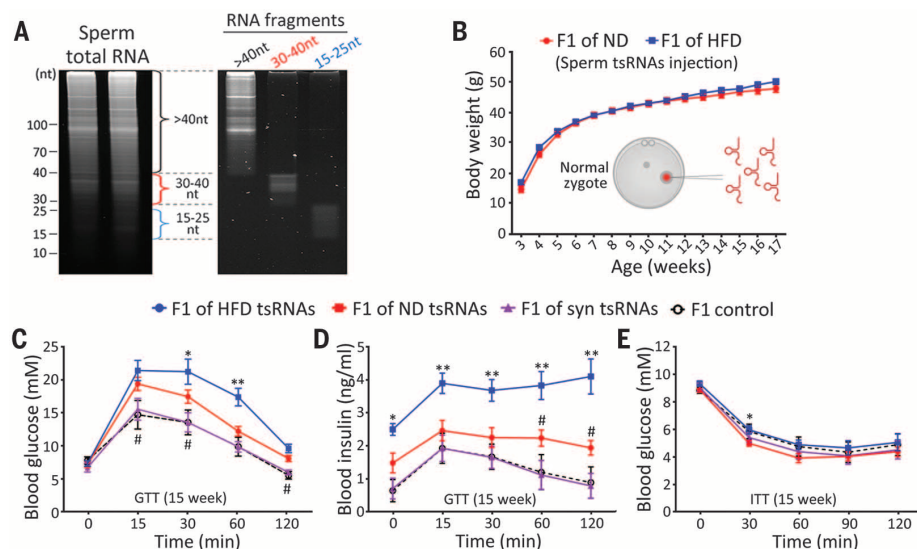 A
Sperm
total RNA
RNA fragments
>40nt
30-40nt
15-25nt
(nt)
100
70
40
30
25
15
10
>40nt
30-40
nt
15-25
nt
B
F1 of ND
F1 of HFD
(Sperm tsRNAs injection)
Body weight (g)
60
50
40
30
20
10
0
Normal
zygote
3 4 5 6 7 8 9 10 11 12 13 14 15 16 17
Age (weeks)
F1 of HFD tsRNAs
F1 of ND tsRNAs
F1 of syn tsRNAs
F1 control
C
Blood glucose (mM)
25
20
15
10
5
0
*
**
# # #
GTT (15 week)
0 15 30 60 120
Time (min)
D
Blood insulin (ng/ml)
5
4
3
2
1
0
* ** ** ** **
# #
GTT (15 week)
0 15 30 60 120
Time (min)
E
Blood glucose (mM)
12
10
8
6
4
2
0
*
ITT (15 week)
0 30 60 90 120
Time (min)